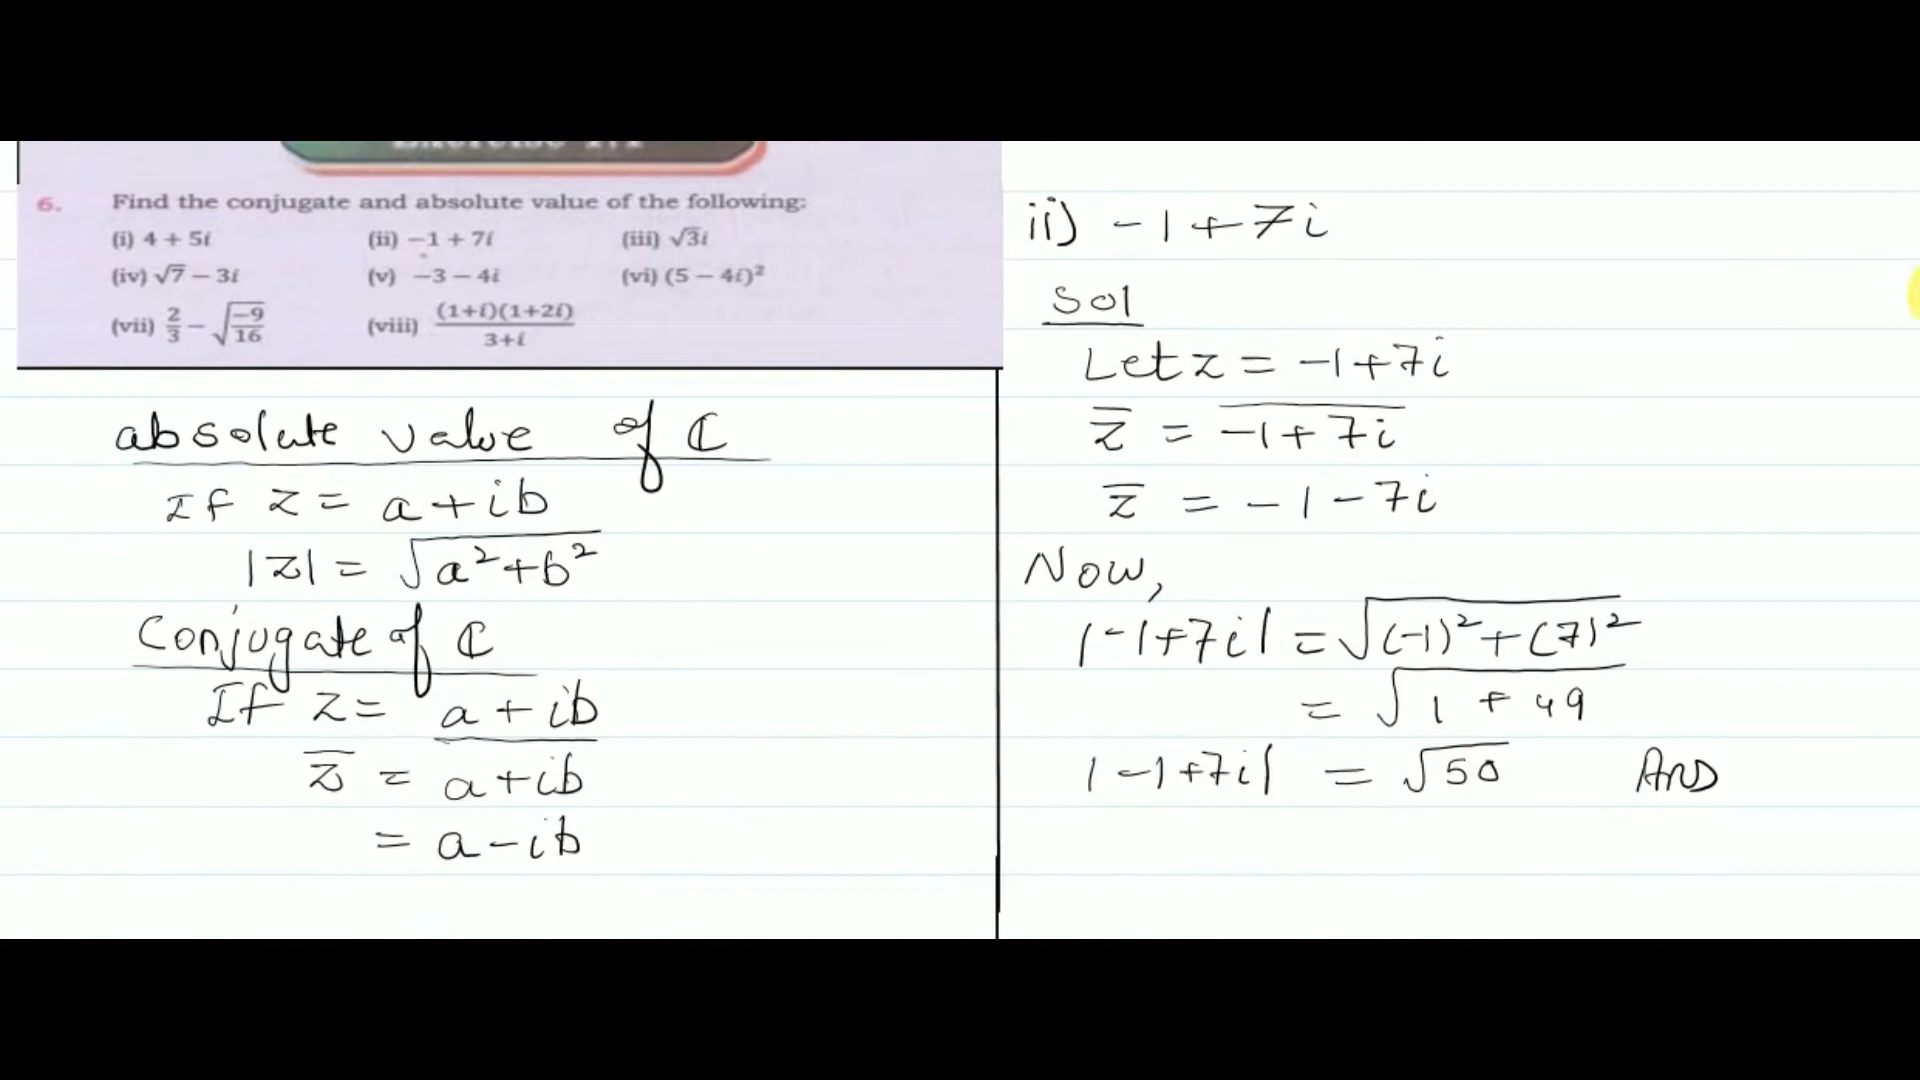 6. Find the conjugate and absolute value of the following:
(i) 4 + 5i (ii) −1 + 7i (iii) √3i
(iv) √7 − 3i (v) −3 − 4i (vi) (5 − 4i)²
(vii) 2/3 − √(−9/16) (viii) (1+i)(1+2i)/(3+i)
absolute value of ℂ
If z = a+ib
|z| = √(a²+b²)
Conjugate of ℂ
If z = a+ib
z̅ = \overline{a+ib}
= a-ib
ii) -1+7i
Sol
Let z = -1+7i
z̅ = \overline{-1+7i}
z̅ = -1-7i
Now,
|-1+7i| = √((-1)²+(7)²)
= √(1+49)
|-1+7i| = √50 Ans